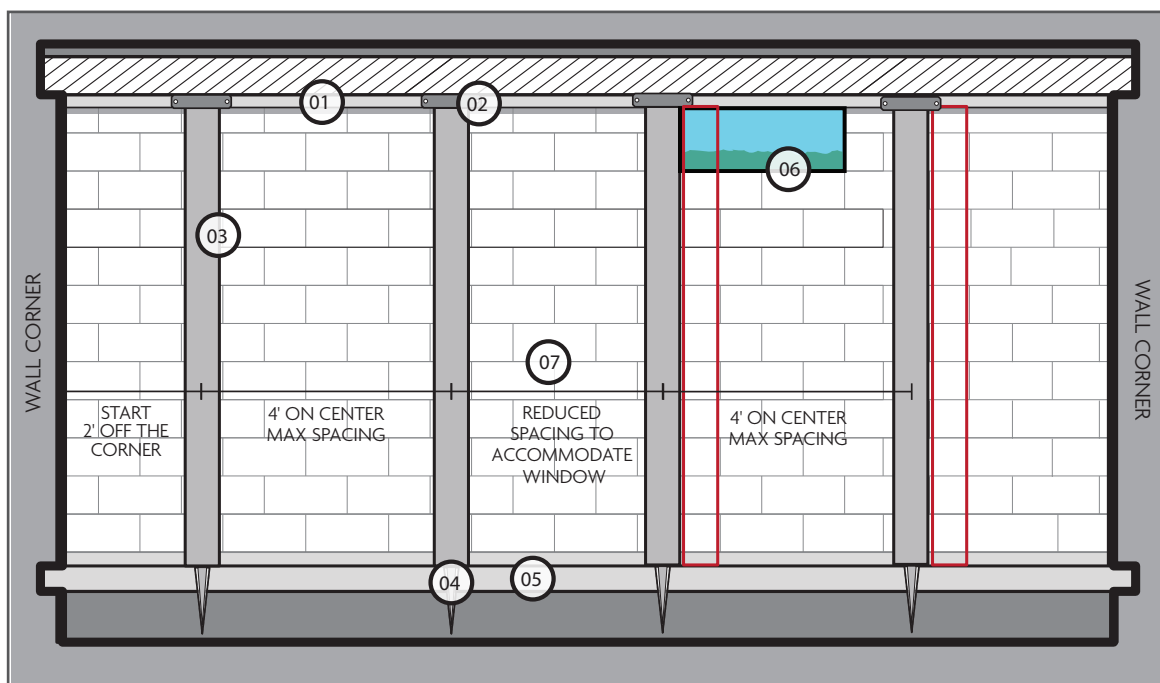 01
02
03
06
WALL CORNER
WALL CORNER
07
START
2' OFF THE
CORNER
4' ON CENTER
MAX SPACING
REDUCED
SPACING TO
ACCOMMODATE
WINDOW
4' ON CENTER
MAX SPACING
04
05